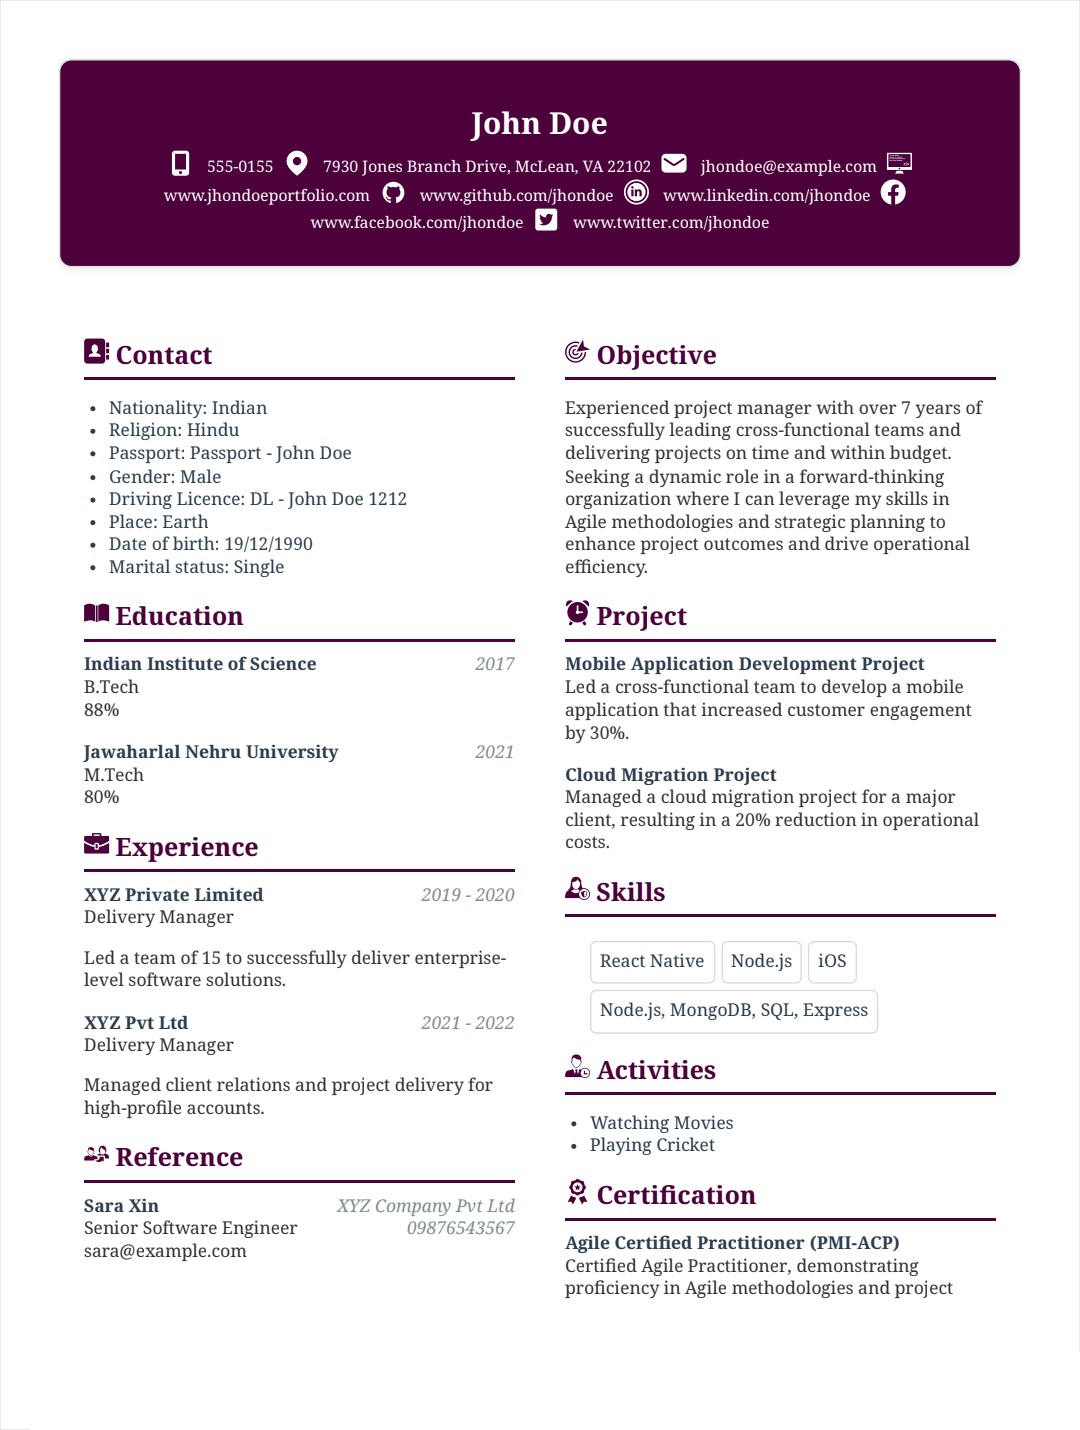 John Doe
555-0155 7930 Jones Branch Drive, McLean, VA 22102 jhondoe@example.com
www.jhondoeportfolio.com www.github.com/jhondoe www.linkedin.com/jhondoe
www.facebook.com/jhondoe www.twitter.com/jhondoe
Contact
• Nationality: Indian
• Religion: Hindu
• Passport: Passport - John Doe
• Gender: Male
• Driving Licence: DL - John Doe 1212
• Place: Earth
• Date of birth: 19/12/1990
• Marital status: Single
Education
Indian Institute of Science 2017
B.Tech
88%
Jawaharlal Nehru University 2021
M.Tech
80%
Experience
XYZ Private Limited 2019 - 2020
Delivery Manager
Led a team of 15 to successfully deliver enterprise-
level software solutions.
XYZ Pvt Ltd 2021 - 2022
Delivery Manager
Managed client relations and project delivery for
high-profile accounts.
Reference
Sara Xin XYZ Company Pvt Ltd
Senior Software Engineer 09876543567
sara@example.com
Objective
Experienced project manager with over 7 years of
successfully leading cross-functional teams and
delivering projects on time and within budget.
Seeking a dynamic role in a forward-thinking
organization where I can leverage my skills in
Agile methodologies and strategic planning to
enhance project outcomes and drive operational
efficiency.
Project
Mobile Application Development Project
Led a cross-functional team to develop a mobile
application that increased customer engagement
by 30%.
Cloud Migration Project
Managed a cloud migration project for a major
client, resulting in a 20% reduction in operational
costs.
Skills
React Native Node.js iOS
Node.js, MongoDB, SQL, Express
Activities
• Watching Movies
• Playing Cricket
Certification
Agile Certified Practitioner (PMI-ACP)
Certified Agile Practitioner, demonstrating
proficiency in Agile methodologies and project